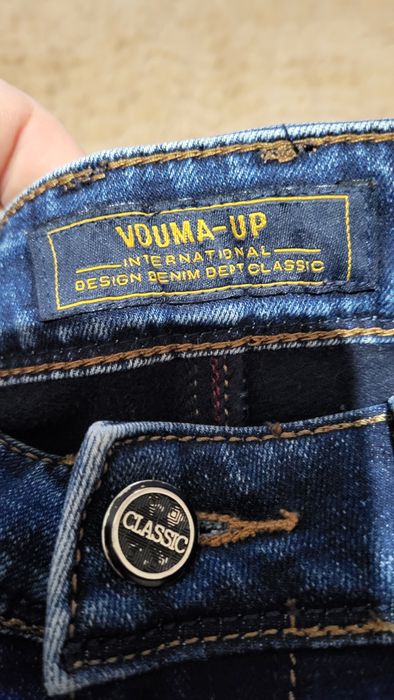 VOUMA-UP
INTERNATIONAL
DESIGN DENIM DEPT CLASSIC
CLASSIC